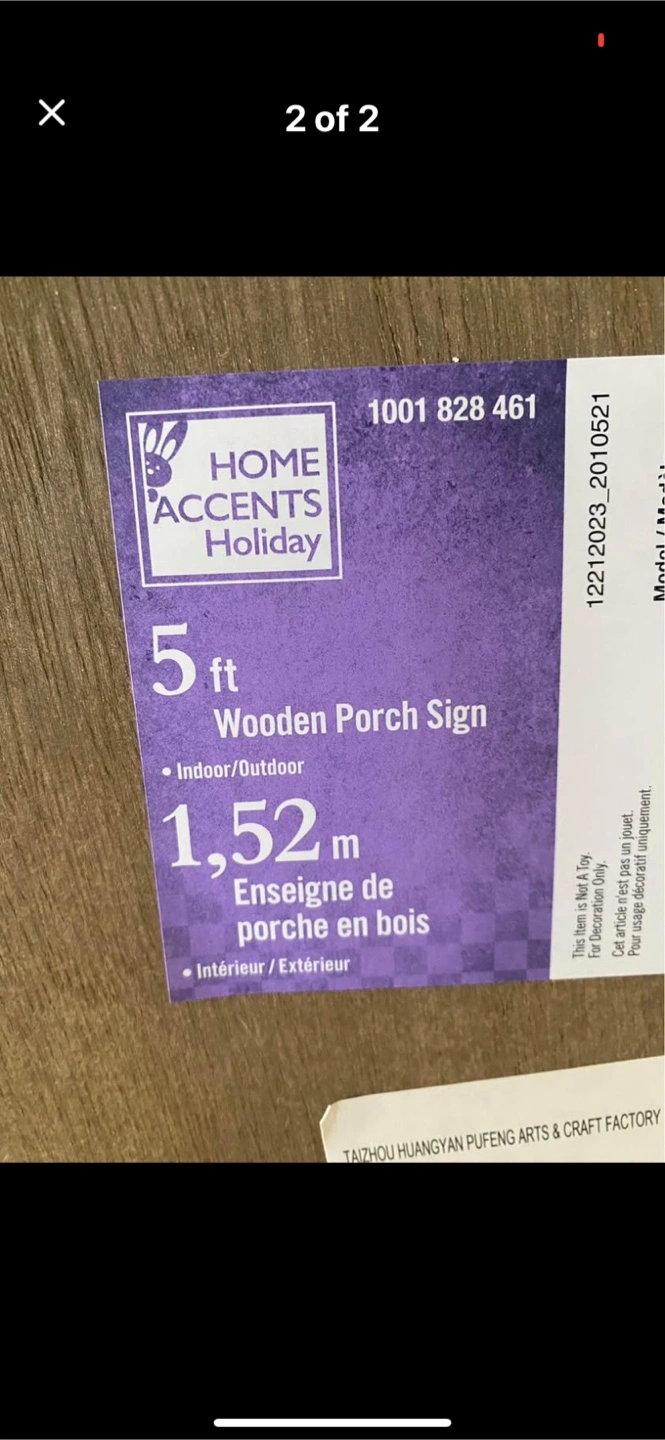 2 of 2
1001 828 461
HOME
ACCENTS
Holiday
5 ft
Wooden Porch Sign
• Indoor/Outdoor
1,52 m
Enseigne de
porche en bois
• Intérieur / Extérieur
12212023_2010521
This Item is Not A Toy.
For Decoration Only.
Cet article n'est pas un jouet.
Pour usage décoratif uniquement.
TAIZHOU HUANGYAN PUFENG ARTS & CRAFT FACTORY